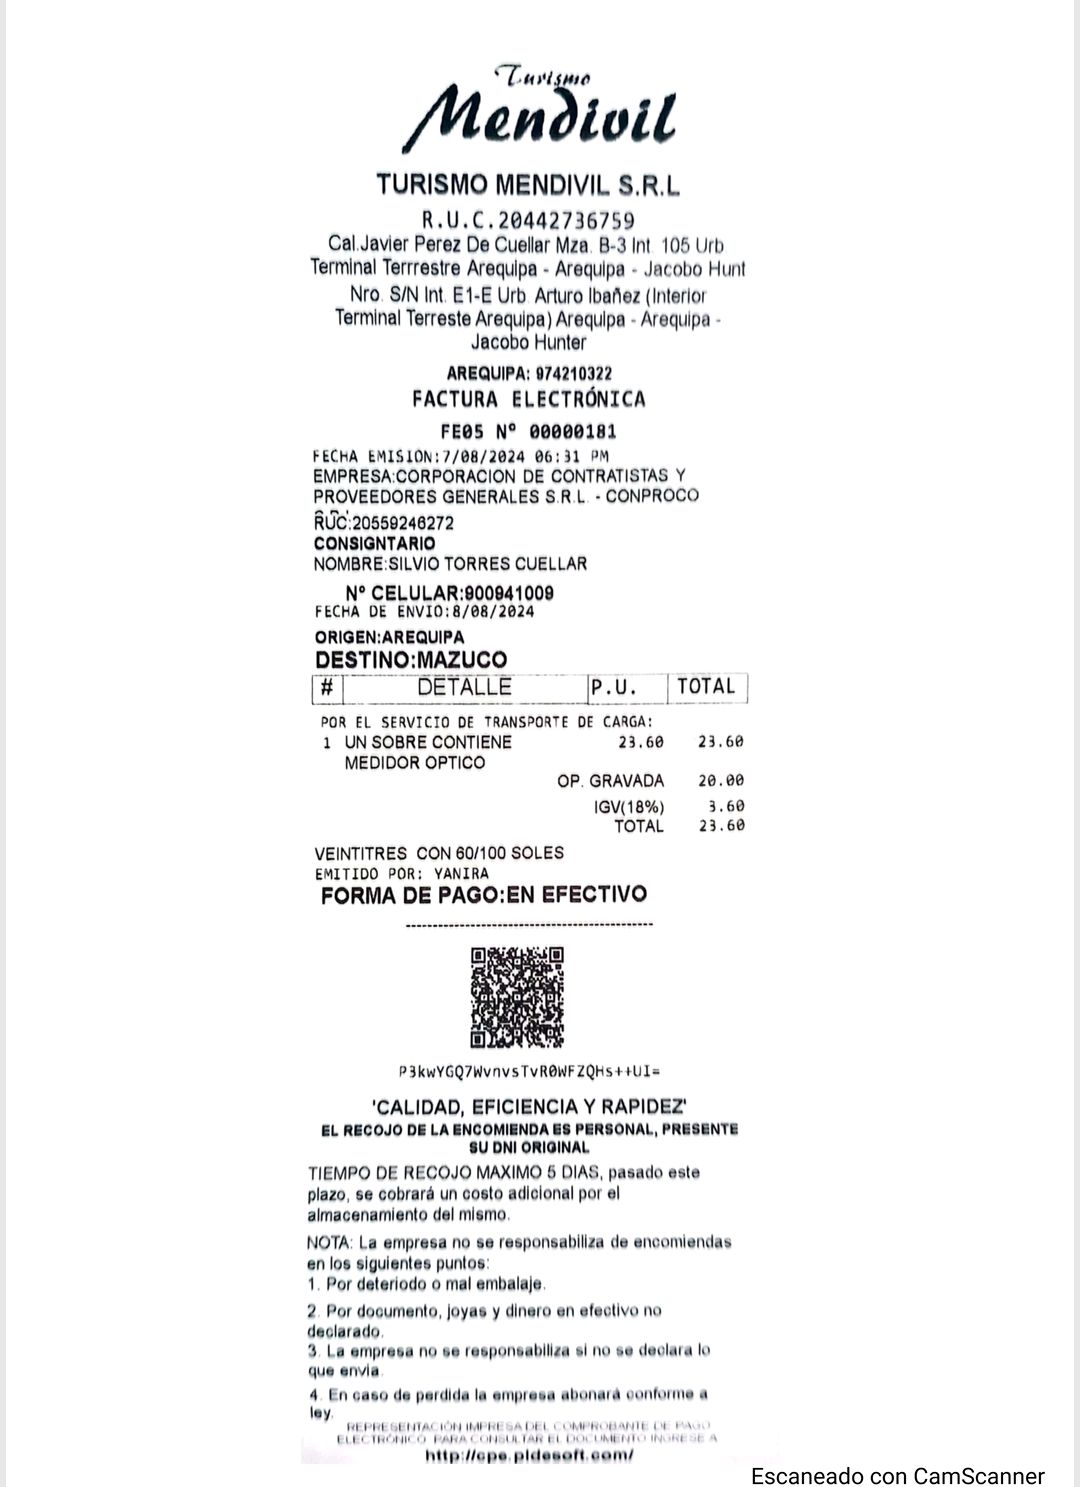 Turismo
Mendivil
TURISMO MENDIVIL S.R.L
R.U.C.20442736759
Cal.Javier Perez De Cuellar Mza. B-3 Int. 105 Urb
Terminal Terrrestre Arequipa - Arequipa - Jacobo Hunt
Nro. S/N Int. E1-E Urb. Arturo Ibañez (Interior
Terminal Terreste Arequipa) Arequipa - Arequipa -
Jacobo Hunter
AREQUIPA: 974210322
FACTURA ELECTRÓNICA
FE05 Nº 00000181
FECHA EMISION:7/08/2024 06:31 PM
EMPRESA:CORPORACION DE CONTRATISTAS Y
PROVEEDORES GENERALES S.R.L. - CONPROCO
RUC:20559246272
CONSIGNTARIO
NOMBRE:SILVIO TORRES CUELLAR
Nº CELULAR:900941009
FECHA DE ENVIO:8/08/2024
ORIGEN:AREQUIPA
DESTINO:MAZUCO
# DETALLE P.U. TOTAL
POR EL SERVICIO DE TRANSPORTE DE CARGA:
1 UN SOBRE CONTIENE 23.60 23.60
MEDIDOR OPTICO
OP. GRAVADA 20.00
IGV(18%) 3.60
TOTAL 23.60
VEINTITRES CON 60/100 SOLES
EMITIDO POR: YANIRA
FORMA DE PAGO:EN EFECTIVO
P3kwYGQ7WvnvsTvR0WFZQHs++UI=
'CALIDAD, EFICIENCIA Y RAPIDEZ'
EL RECOJO DE LA ENCOMIENDA ES PERSONAL, PRESENTE
SU DNI ORIGINAL
TIEMPO DE RECOJO MAXIMO 5 DIAS, pasado este
plazo, se cobrará un costo adicional por el
almacenamiento del mismo.
NOTA: La empresa no se responsabiliza de encomiendas
en los siguientes puntos:
1. Por deteriodo o mal embalaje.
2. Por documento, joyas y dinero en efectivo no
declarado.
3. La empresa no se responsabiliza si no se declara lo
que envia.
4. En caso de perdida la empresa abonará conforme a
ley.
REPRESENTACIÓN IMPRESA DEL COMPROBANTE DE PAGO
ELECTRÓNICO. PARA CONSULTAR EL DOCUMENTO INGRESE A
http://cpe.pldesoft.com/
Escaneado con CamScanner